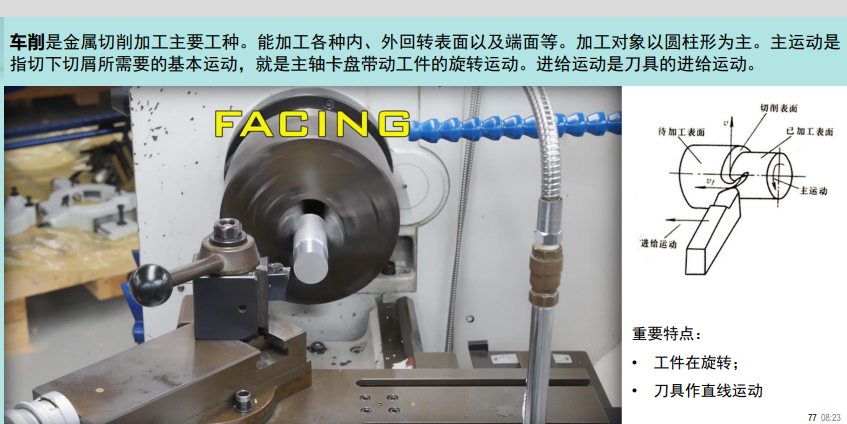 车削是金属切削加工主要工种。能加工各种内、外回转表面以及端面等。加工对象以圆柱形为主。主运动是
指切下切屑所需要的基本运动，就是主轴卡盘带动工件的旋转运动。进给运动是刀具的进给运动。
FACING
切削表面
待加工表面
已加工表面
v
vf
主运动
进给运动
重要特点：
• 工件在旋转；
• 刀具作直线运动
77 08:23